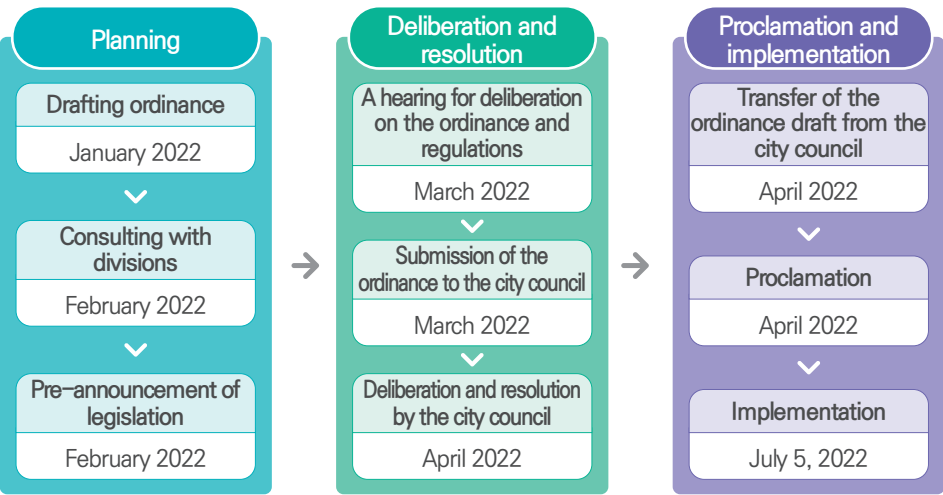 Planning
Drafting ordinance
January 2022
Consulting with
divisions
February 2022
Pre-announcement of
legislation
February 2022
Deliberation and
resolution
A hearing for deliberation
on the ordinance and
regulations
March 2022
Submission of the
ordinance to the city council
March 2022
Deliberation and resolution
by the city council
April 2022
Proclamation and
implementation
Transfer of the
ordinance draft from the
city council
April 2022
Proclamation
April 2022
Implementation
July 5, 2022